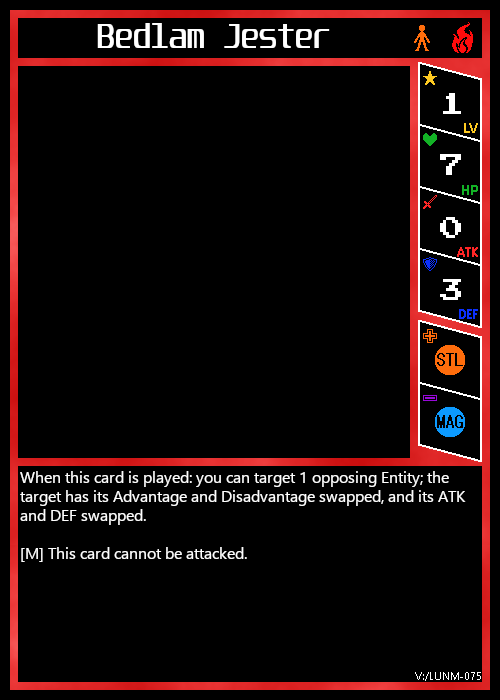 Bedlam Jester
1
LV
7
HP
0
ATK
3
DEF
STL
MAG
When this card is played: you can target 1 opposing Entity; the
target has its Advantage and Disadvantage swapped, and its ATK
and DEF swapped.
[M] This card cannot be attacked.
V:/LUNM-075